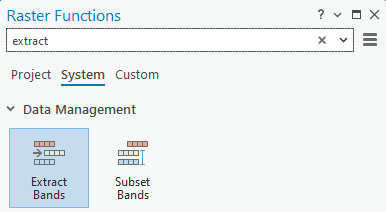 Raster Functions
extract
Project System Custom
Data Management
Extract Subset
Bands Bands